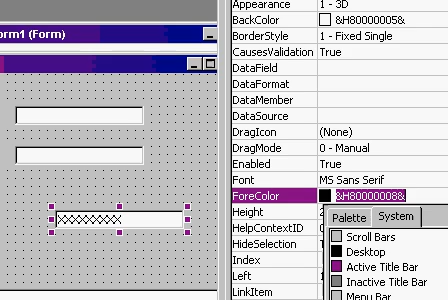 orm1 (Form)
Appearance 1 - 3D
BackColor &H80000005&
BorderStyle 1 - Fixed Single
CausesValidation True
DataField
DataFormat
DataMember
DataSource
DragIcon (None)
DragMode 0 - Manual
Enabled True
Font MS Sans Serif
ForeColor &H80000008&
Height
HelpContextID
HideSelection
Index
Left
LinkItem
XXXXXXXXX
Palette System
Scroll Bars
Desktop
Active Title Bar
Inactive Title Bar
Menu Bar